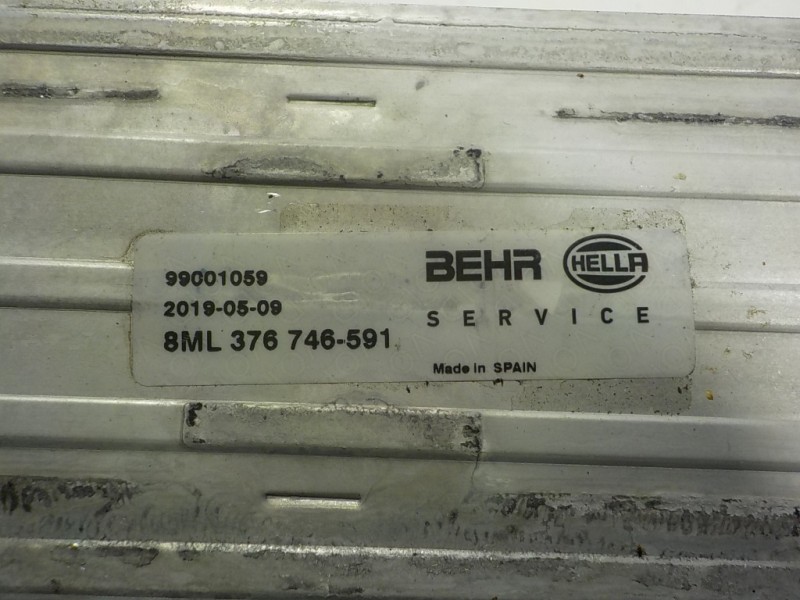 99001059
2019-05-09
8ML 376 746-591
BEHR HELLA
SERVICE
Made in SPAIN